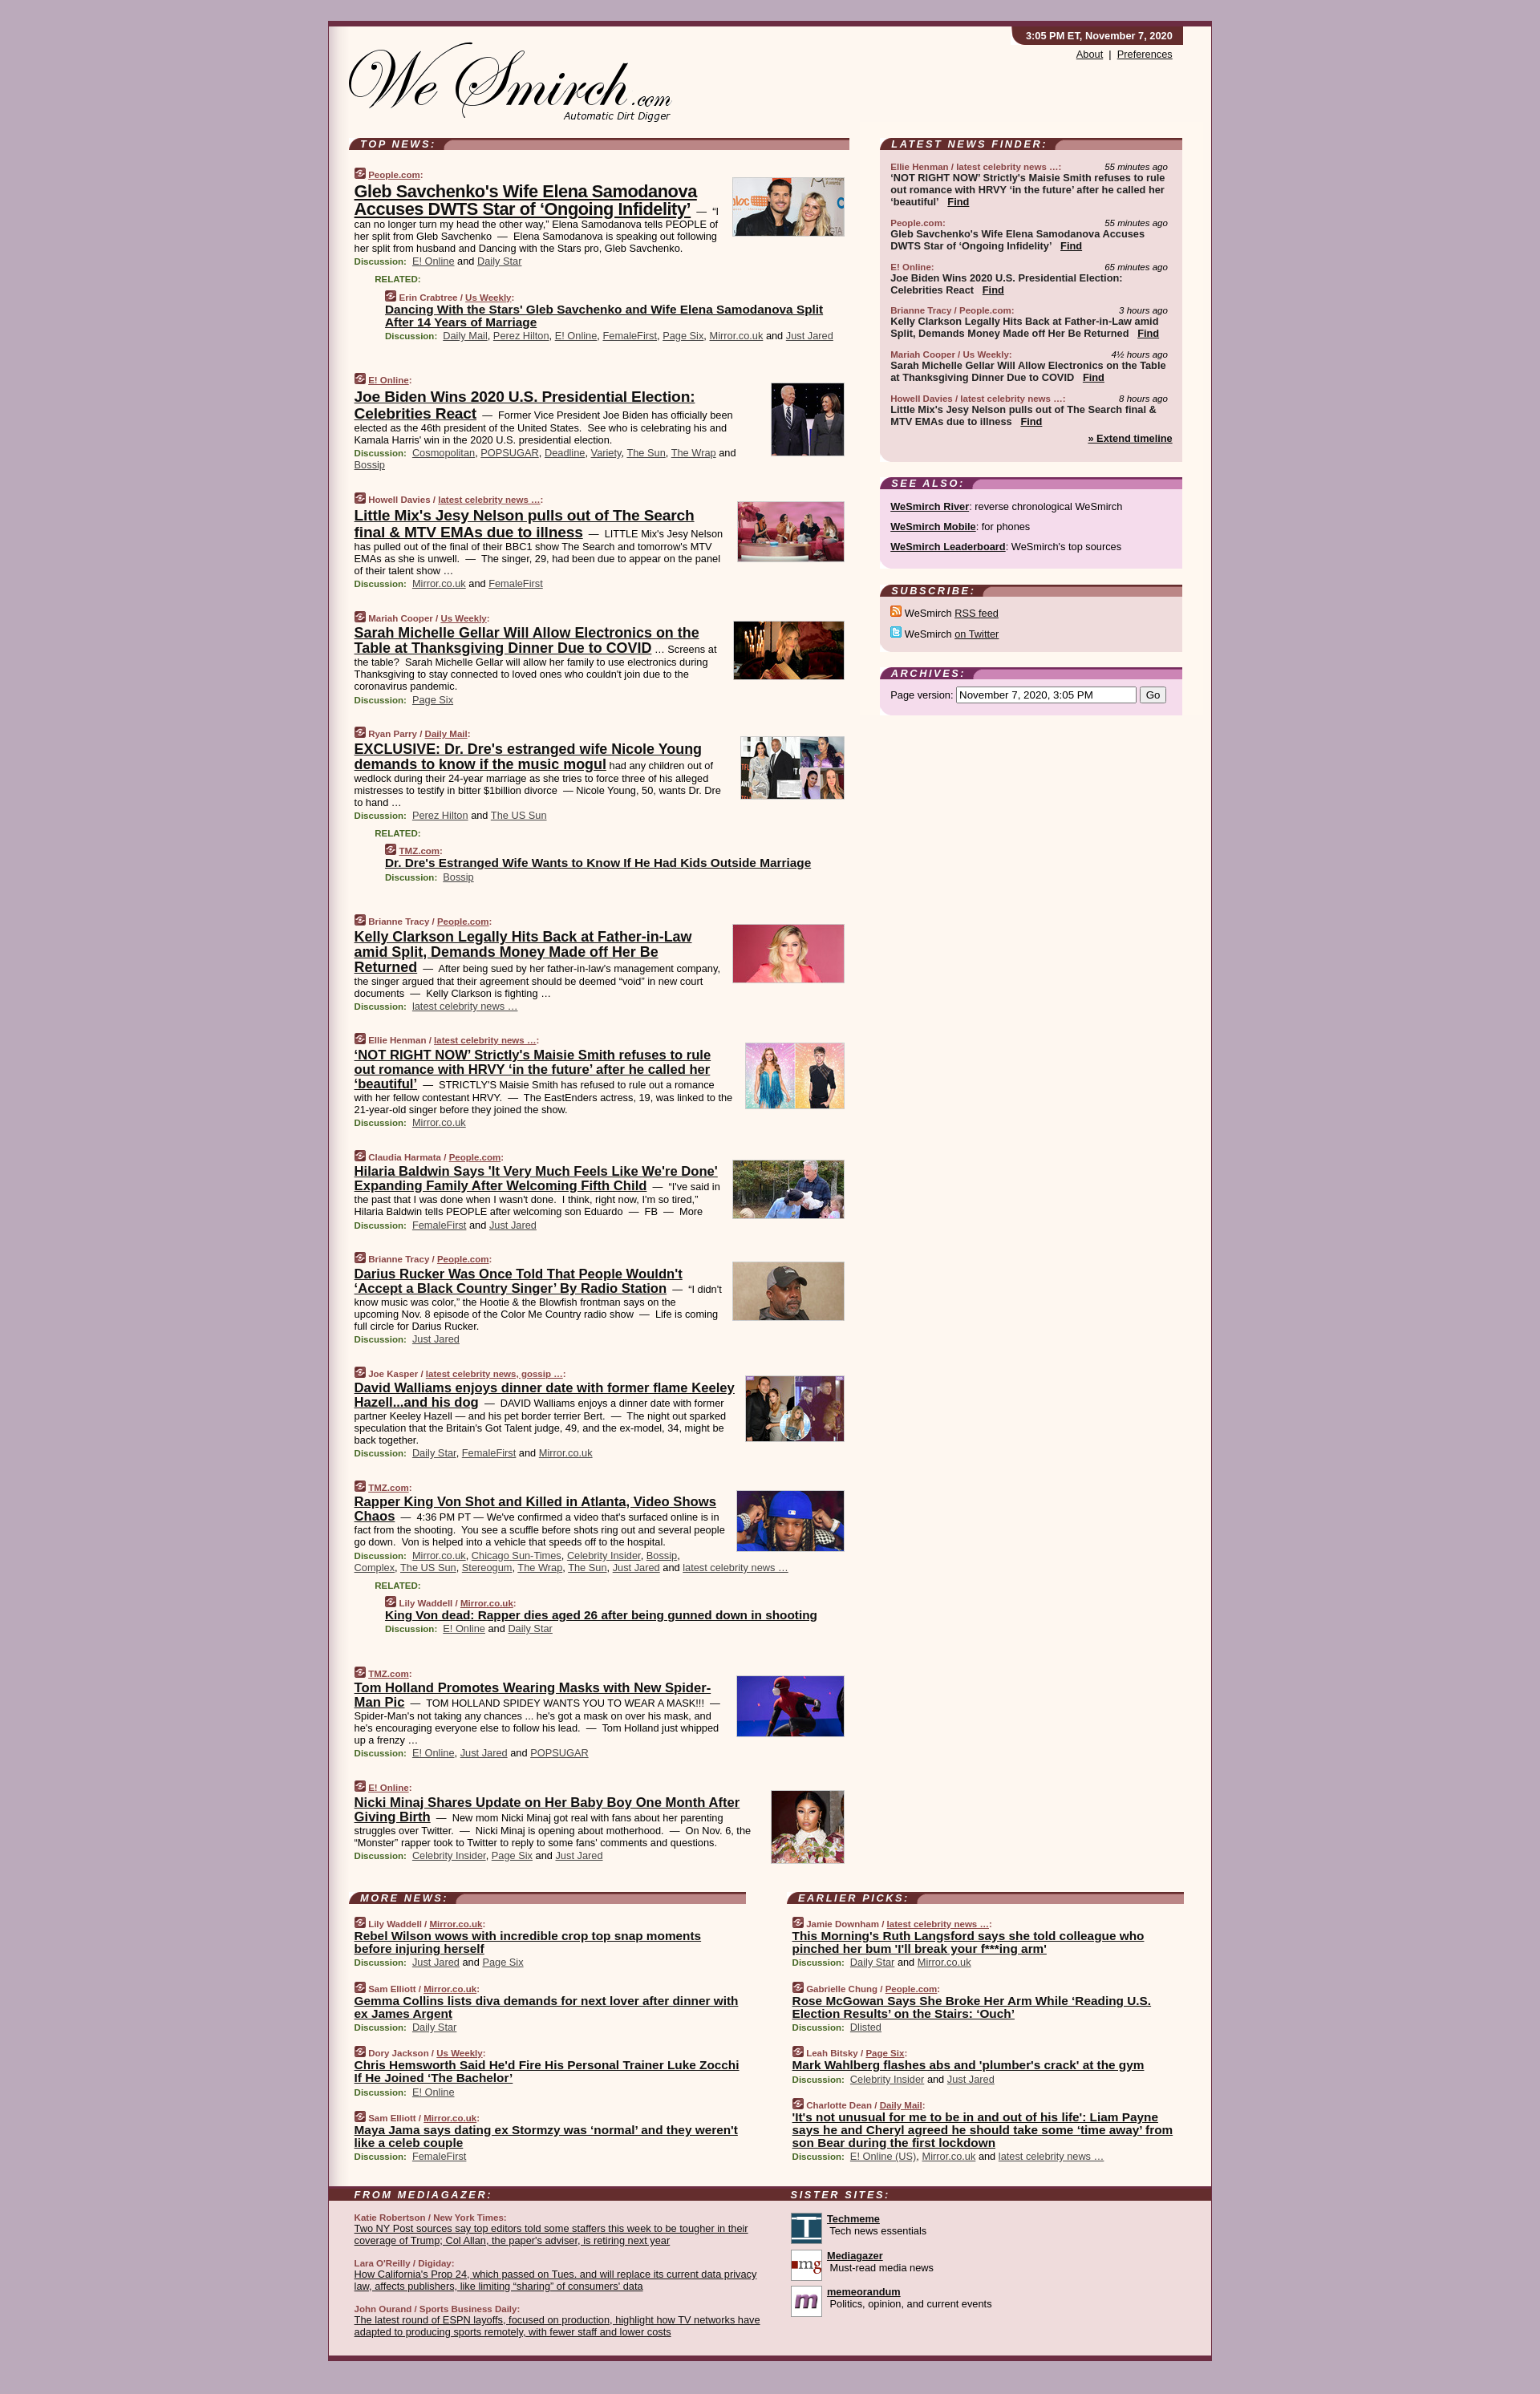 3:05 PM ET, November 7, 2020
About | Preferences
We Smirch .com
Automatic Dirt Digger
TOP NEWS:
People.com:
Gleb Savchenko's Wife Elena Samodanova
Accuses DWTS Star of ‘Ongoing Infidelity’ — “I
can no longer turn my head the other way,” Elena Samodanova tells PEOPLE of
her split from Gleb Savchenko — Elena Samodanova is speaking out following
her split from husband and Dancing with the Stars pro, Gleb Savchenko.
Discussion: E! Online and Daily Star
RELATED:
Erin Crabtree / Us Weekly:
Dancing With the Stars' Gleb Savchenko and Wife Elena Samodanova Split
After 14 Years of Marriage
Discussion: Daily Mail, Perez Hilton, E! Online, FemaleFirst, Page Six, Mirror.co.uk and Just Jared
E! Online:
Joe Biden Wins 2020 U.S. Presidential Election:
Celebrities React — Former Vice President Joe Biden has officially been
elected as the 46th president of the United States. See who is celebrating his and
Kamala Harris' win in the 2020 U.S. presidential election.
Discussion: Cosmopolitan, POPSUGAR, Deadline, Variety, The Sun, The Wrap and
Bossip
Howell Davies / latest celebrity news …:
Little Mix's Jesy Nelson pulls out of The Search
final & MTV EMAs due to illness — LITTLE Mix's Jesy Nelson
has pulled out of the final of their BBC1 show The Search and tomorrow's MTV
EMAs as she is unwell. — The singer, 29, had been due to appear on the panel
of their talent show …
Discussion: Mirror.co.uk and FemaleFirst
Mariah Cooper / Us Weekly:
Sarah Michelle Gellar Will Allow Electronics on the
Table at Thanksgiving Dinner Due to COVID … Screens at
the table? Sarah Michelle Gellar will allow her family to use electronics during
Thanksgiving to stay connected to loved ones who couldn't join due to the
coronavirus pandemic.
Discussion: Page Six
Ryan Parry / Daily Mail:
EXCLUSIVE: Dr. Dre's estranged wife Nicole Young
demands to know if the music mogul had any children out of
wedlock during their 24-year marriage as she tries to force three of his alleged
mistresses to testify in bitter $1billion divorce — Nicole Young, 50, wants Dr. Dre
to hand …
Discussion: Perez Hilton and The US Sun
RELATED:
TMZ.com:
Dr. Dre's Estranged Wife Wants to Know If He Had Kids Outside Marriage
Discussion: Bossip
Brianne Tracy / People.com:
Kelly Clarkson Legally Hits Back at Father-in-Law
amid Split, Demands Money Made off Her Be
Returned — After being sued by her father-in-law's management company,
the singer argued that their agreement should be deemed “void” in new court
documents — Kelly Clarkson is fighting …
Discussion: latest celebrity news …
Ellie Henman / latest celebrity news …:
‘NOT RIGHT NOW’ Strictly's Maisie Smith refuses to rule
out romance with HRVY ‘in the future’ after he called her
‘beautiful’ — STRICTLY'S Maisie Smith has refused to rule out a romance
with her fellow contestant HRVY. — The EastEnders actress, 19, was linked to the
21-year-old singer before they joined the show.
Discussion: Mirror.co.uk
Claudia Harmata / People.com:
Hilaria Baldwin Says 'It Very Much Feels Like We're Done'
Expanding Family After Welcoming Fifth Child — “I've said in
the past that I was done when I wasn't done. I think, right now, I'm so tired,”
Hilaria Baldwin tells PEOPLE after welcoming son Eduardo — FB — More
Discussion: FemaleFirst and Just Jared
Brianne Tracy / People.com:
Darius Rucker Was Once Told That People Wouldn't
‘Accept a Black Country Singer’ By Radio Station — “I didn't
know music was color,” the Hootie & the Blowfish frontman says on the
upcoming Nov. 8 episode of the Color Me Country radio show — Life is coming
full circle for Darius Rucker.
Discussion: Just Jared
Joe Kasper / latest celebrity news, gossip …:
David Walliams enjoys dinner date with former flame Keeley
Hazell...and his dog — DAVID Walliams enjoys a dinner date with former
partner Keeley Hazell — and his pet border terrier Bert. — The night out sparked
speculation that the Britain's Got Talent judge, 49, and the ex-model, 34, might be
back together.
Discussion: Daily Star, FemaleFirst and Mirror.co.uk
TMZ.com:
Rapper King Von Shot and Killed in Atlanta, Video Shows
Chaos — 4:36 PM PT — We've confirmed a video that's surfaced online is in
fact from the shooting. You see a scuffle before shots ring out and several people
go down. Von is helped into a vehicle that speeds off to the hospital.
Discussion: Mirror.co.uk, Chicago Sun-Times, Celebrity Insider, Bossip,
Complex, The US Sun, Stereogum, The Wrap, The Sun, Just Jared and latest celebrity news …
RELATED:
Lily Waddell / Mirror.co.uk:
King Von dead: Rapper dies aged 26 after being gunned down in shooting
Discussion: E! Online and Daily Star
TMZ.com:
Tom Holland Promotes Wearing Masks with New Spider-
Man Pic — TOM HOLLAND SPIDEY WANTS YOU TO WEAR A MASK!!! —
Spider-Man's not taking any chances ... he's got a mask on over his mask, and
he's encouraging everyone else to follow his lead. — Tom Holland just whipped
up a frenzy …
Discussion: E! Online, Just Jared and POPSUGAR
E! Online:
Nicki Minaj Shares Update on Her Baby Boy One Month After
Giving Birth — New mom Nicki Minaj got real with fans about her parenting
struggles over Twitter. — Nicki Minaj is opening about motherhood. — On Nov. 6, the
“Monster” rapper took to Twitter to reply to some fans' comments and questions.
Discussion: Celebrity Insider, Page Six and Just Jared
LATEST NEWS FINDER:
Ellie Henman / latest celebrity news …: 55 minutes ago
‘NOT RIGHT NOW’ Strictly's Maisie Smith refuses to rule
out romance with HRVY ‘in the future’ after he called her
‘beautiful’ Find
People.com: 55 minutes ago
Gleb Savchenko's Wife Elena Samodanova Accuses
DWTS Star of ‘Ongoing Infidelity’ Find
E! Online: 65 minutes ago
Joe Biden Wins 2020 U.S. Presidential Election:
Celebrities React Find
Brianne Tracy / People.com: 3 hours ago
Kelly Clarkson Legally Hits Back at Father-in-Law amid
Split, Demands Money Made off Her Be Returned Find
Mariah Cooper / Us Weekly: 4½ hours ago
Sarah Michelle Gellar Will Allow Electronics on the Table
at Thanksgiving Dinner Due to COVID Find
Howell Davies / latest celebrity news …: 8 hours ago
Little Mix's Jesy Nelson pulls out of The Search final &
MTV EMAs due to illness Find
» Extend timeline
SEE ALSO:
WeSmirch River: reverse chronological WeSmirch
WeSmirch Mobile: for phones
WeSmirch Leaderboard: WeSmirch's top sources
SUBSCRIBE:
WeSmirch RSS feed
WeSmirch on Twitter
ARCHIVES:
Page version: November 7, 2020, 3:05 PM Go
MORE NEWS:
Lily Waddell / Mirror.co.uk:
Rebel Wilson wows with incredible crop top snap moments
before injuring herself
Discussion: Just Jared and Page Six
Sam Elliott / Mirror.co.uk:
Gemma Collins lists diva demands for next lover after dinner with
ex James Argent
Discussion: Daily Star
Dory Jackson / Us Weekly:
Chris Hemsworth Said He'd Fire His Personal Trainer Luke Zocchi
If He Joined ‘The Bachelor’
Discussion: E! Online
Sam Elliott / Mirror.co.uk:
Maya Jama says dating ex Stormzy was ‘normal’ and they weren't
like a celeb couple
Discussion: FemaleFirst
EARLIER PICKS:
Jamie Downham / latest celebrity news …:
This Morning's Ruth Langsford says she told colleague who
pinched her bum 'I'll break your f***ing arm'
Discussion: Daily Star and Mirror.co.uk
Gabrielle Chung / People.com:
Rose McGowan Says She Broke Her Arm While ‘Reading U.S.
Election Results’ on the Stairs: ‘Ouch’
Discussion: Dlisted
Leah Bitsky / Page Six:
Mark Wahlberg flashes abs and 'plumber's crack' at the gym
Discussion: Celebrity Insider and Just Jared
Charlotte Dean / Daily Mail:
'It's not unusual for me to be in and out of his life': Liam Payne
says he and Cheryl agreed he should take some ‘time away’ from
son Bear during the first lockdown
Discussion: E! Online (US), Mirror.co.uk and latest celebrity news …
FROM MEDIAGAZER:
Katie Robertson / New York Times:
Two NY Post sources say top editors told some staffers this week to be tougher in their
coverage of Trump; Col Allan, the paper's adviser, is retiring next year
Lara O'Reilly / Digiday:
How California's Prop 24, which passed on Tues. and will replace its current data privacy
law, affects publishers, like limiting “sharing” of consumers' data
John Ourand / Sports Business Daily:
The latest round of ESPN layoffs, focused on production, highlight how TV networks have
adapted to producing sports remotely, with fewer staff and lower costs
SISTER SITES:
T
Techmeme
Tech news essentials
mg
Mediagazer
Must-read media news
m
memeorandum
Politics, opinion, and current events